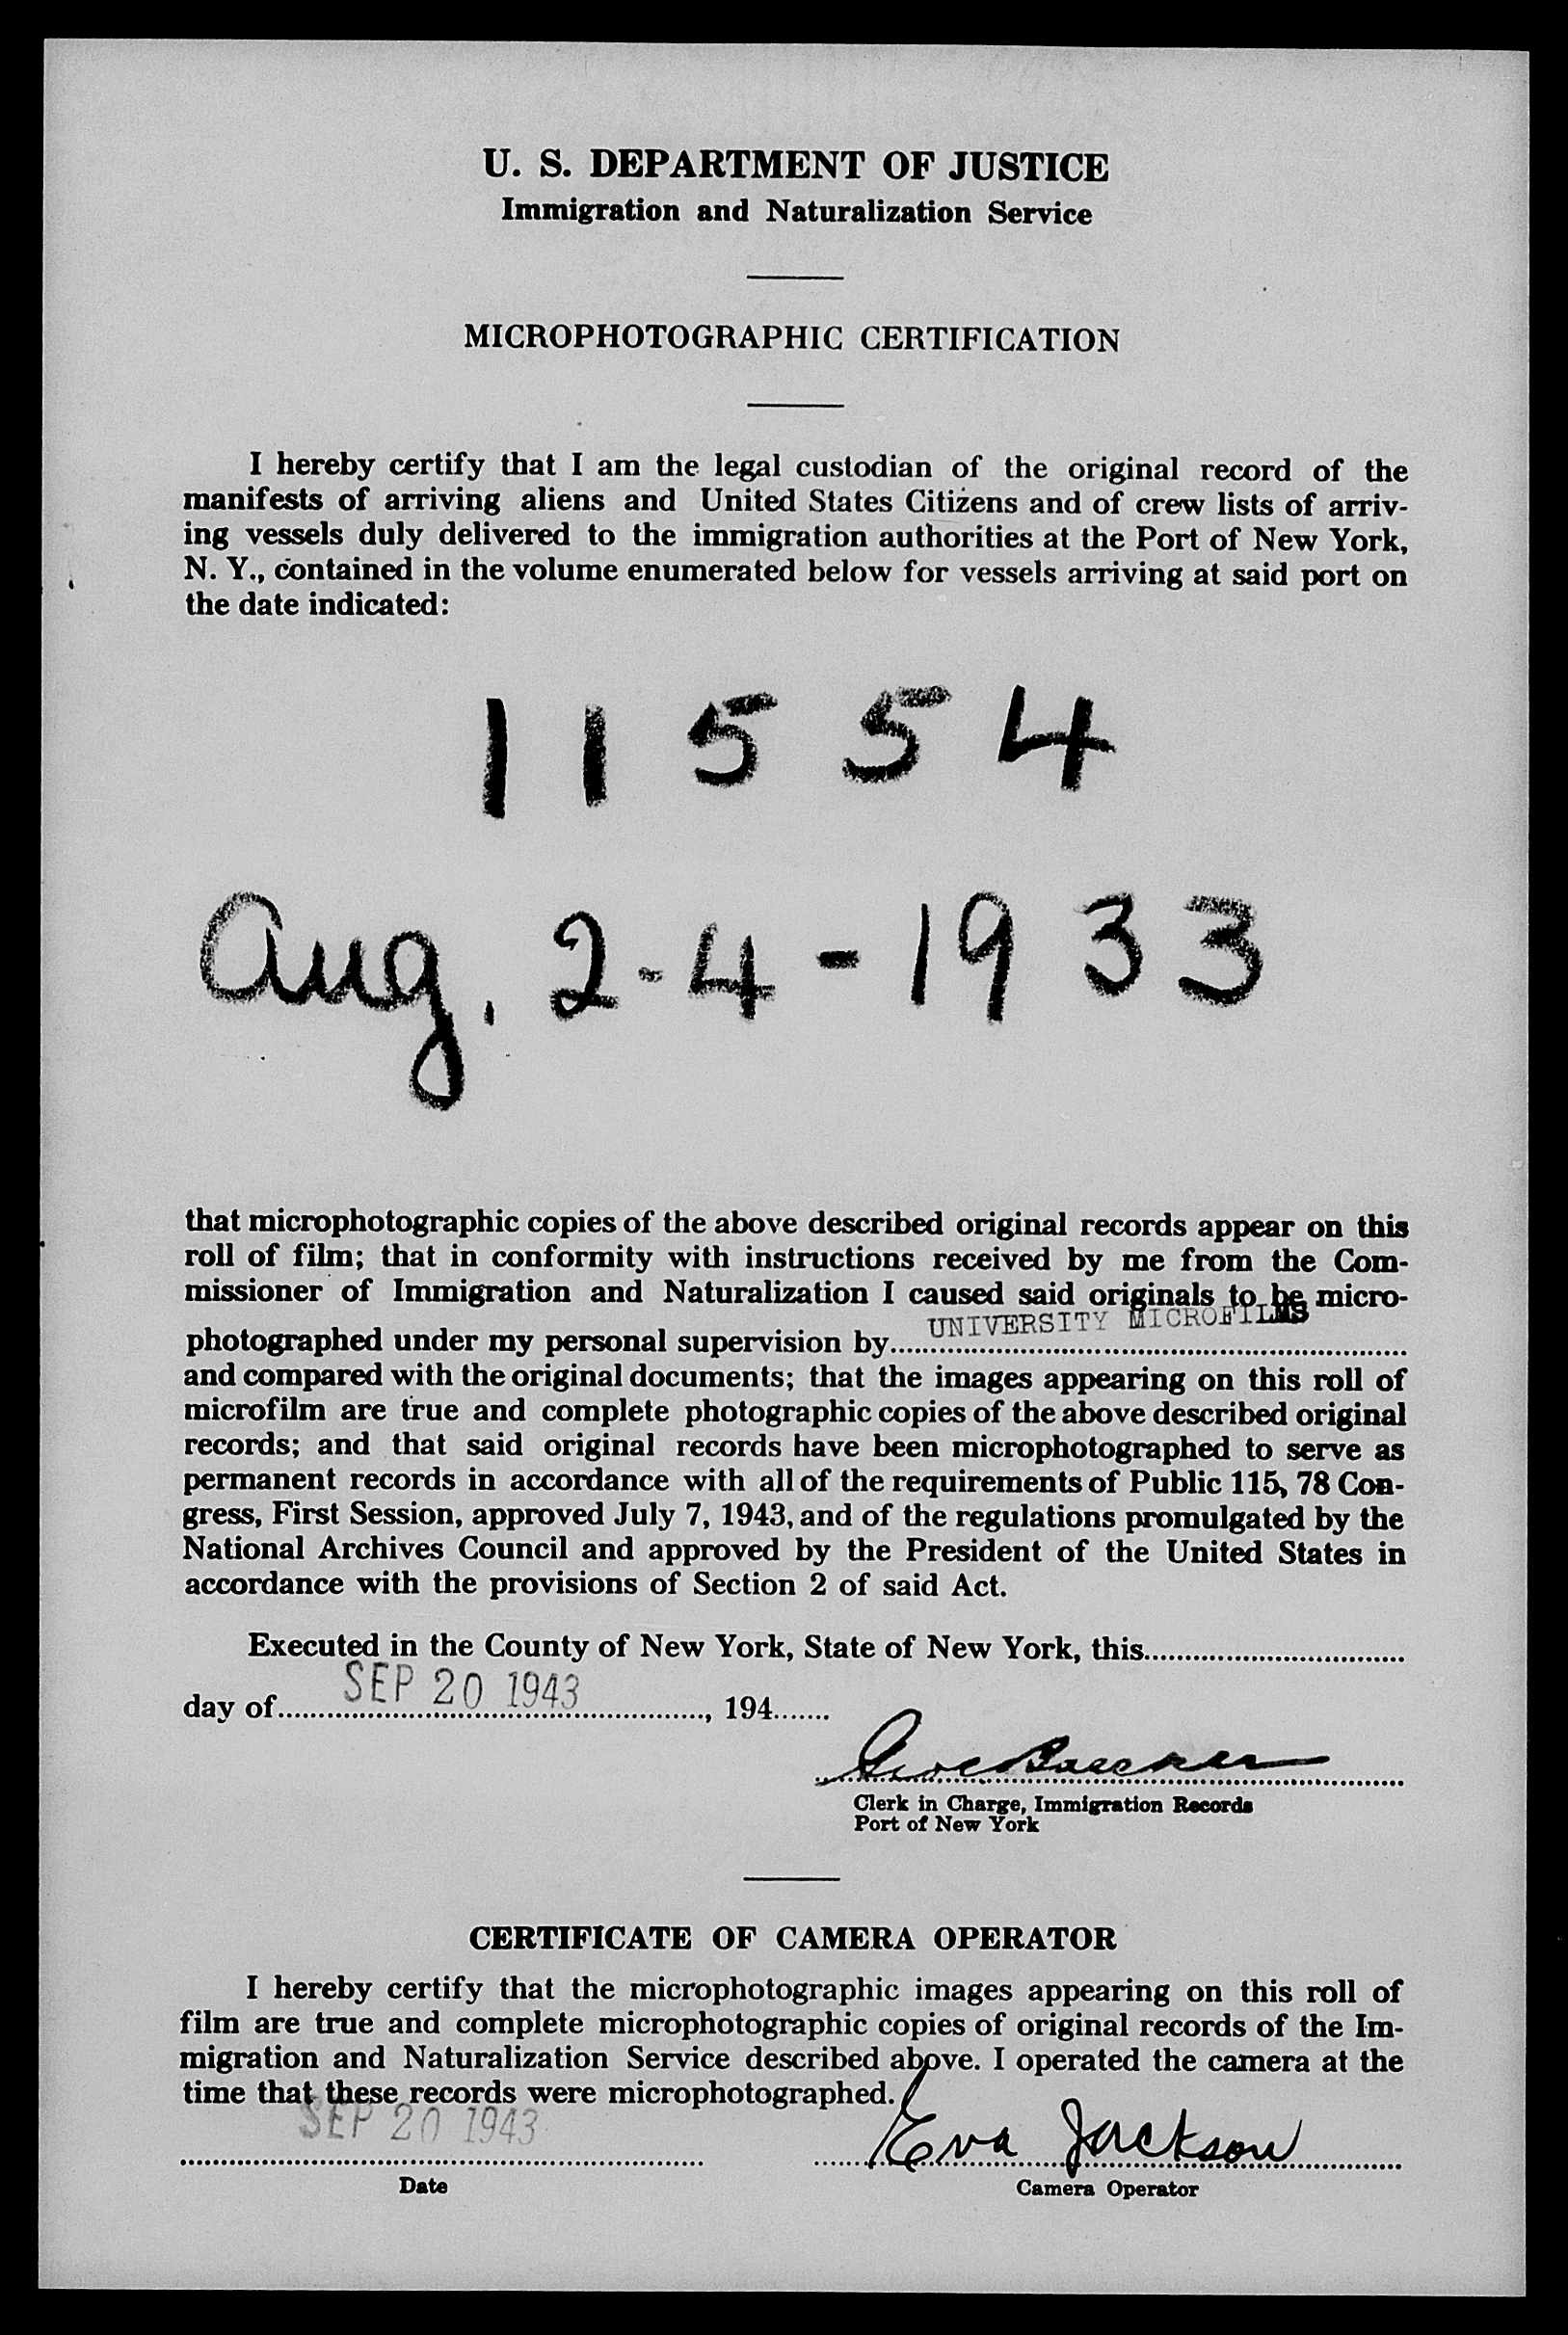 U. S. DEPARTMENT OF JUSTICE
Immigration and Naturalization Service
MICROPHOTOGRAPHIC CERTIFICATION
I hereby certify that I am the legal custodian of the original record of the
manifests of arriving aliens and United States Citizens and of crew lists of arriv-
ing vessels duly delivered to the immigration authorities at the Port of New York,
N. Y., contained in the volume enumerated below for vessels arriving at said port on
the date indicated:
11554
Aug. 2-4-1933
that microphotographic copies of the above described original records appear on this
roll of film; that in conformity with instructions received by me from the Com-
missioner of Immigration and Naturalization I caused said originals to be micro-
photographed under my personal supervision by UNIVERSITY MICROFILMS
and compared with the original documents; that the images appearing on this roll of
microfilm are true and complete photographic copies of the above described original
records; and that said original records have been microphotographed to serve as
permanent records in accordance with all of the requirements of Public 115, 78 Con-
gress, First Session, approved July 7, 1943, and of the regulations promulgated by the
National Archives Council and approved by the President of the United States in
accordance with the provisions of Section 2 of said Act.
Executed in the County of New York, State of New York, this
day of SEP 20 1943, 194
Clerk in Charge, Immigration Records
Port of New York
CERTIFICATE OF CAMERA OPERATOR
I hereby certify that the microphotographic images appearing on this roll of
film are true and complete microphotographic copies of original records of the Im-
migration and Naturalization Service described above. I operated the camera at the
time that these records were microphotographed.
SEP 20 1943 Eva Jackson
Date Camera Operator